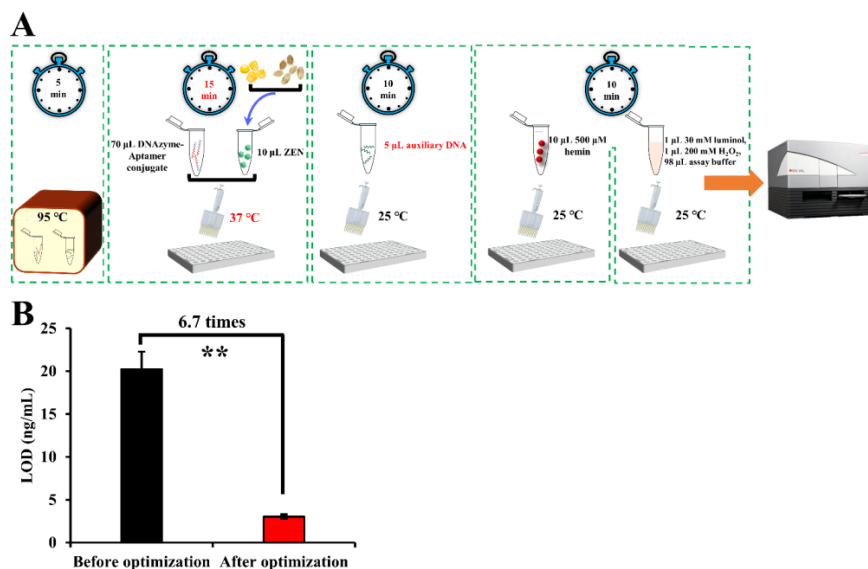 A
5
min
15
min
10
min
10
min
70 μL DNAzyme-
Aptamer
conjugate
10 μL ZEN
5 μL auxiliary DNA
10 μL 500 μM
hemin
1 μL 30 mM luminol,
1 μL 200 mM H₂O₂,
98 μL assay buffer
95 ℃
37 ℃
25 ℃
25 ℃
25 ℃
B
6.7 times
**
25
20
15
10
5
0
LOD (ng/mL)
Before optimization
After optimization